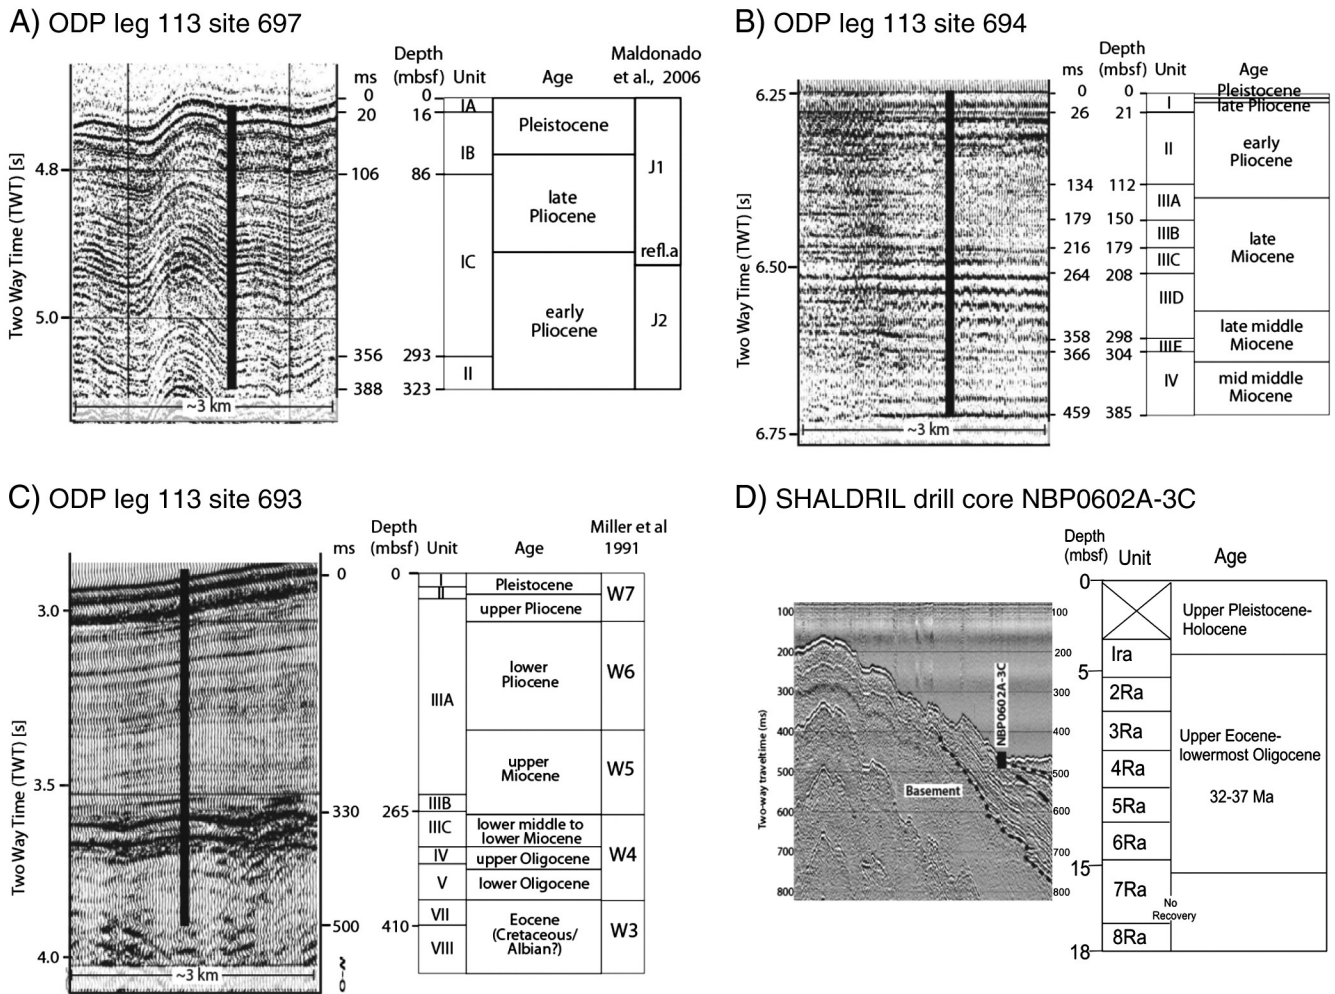 A) ODP leg 113 site 697
Depth
Maldonado
ms (mbsf) Unit Age et al., 2006
0 0
IA
20 16
Pleistocene
IB
J1
4.8
106 86
late
Pliocene
refl.a
IC
early
Pliocene
5.0
J2
356 293
II
388 323
~3 km
Two Way Time (TWT) [s]
B) ODP leg 113 site 694
Depth
ms (mbsf) Unit Age
Pleistocene
6.25 0 0
I late Pliocene
26 21
II early
Pliocene
134 112
IIIA
179 150
IIIB late
Miocene
216 179
IIIC
6.50 264 208
IIID
late middle
Miocene
358 298
IIIE
366 304
IV mid middle
Miocene
459 385
6.75
~3 km
Two Way Time (TWT) [s]
C) ODP leg 113 site 693
Depth Miller et al
ms (mbsf) Unit Age 1991
0 0
I Pleistocene
II W7
upper Pliocene
3.0
lower
Pliocene W6
IIIA
upper
Miocene W5
3.5
IIIB
330 265
IIIC lower middle to
lower Miocene
IV upper Oligocene W4
V lower Oligocene
VII Eocene
500 410 (Cretaceous/
Albian?) W3
VIII
4.0
~3 km
Two Way Time (TWT) [s]
D) SHALDRIL drill core NBP0602A-3C
Depth
(mbsf) Unit Age
0
Upper Pleistocene-
Holocene
Ira
5
2Ra
3Ra Upper Eocene-
lowermost Oligocene
4Ra
32-37 Ma
5Ra
6Ra
15
7Ra
No
Recovery
8Ra
18
100 100
200 200
300 300
400 400
500 500
600 600
700 700
800 800
NBP0602A-3C
Basement
Two-way traveltime (ms)